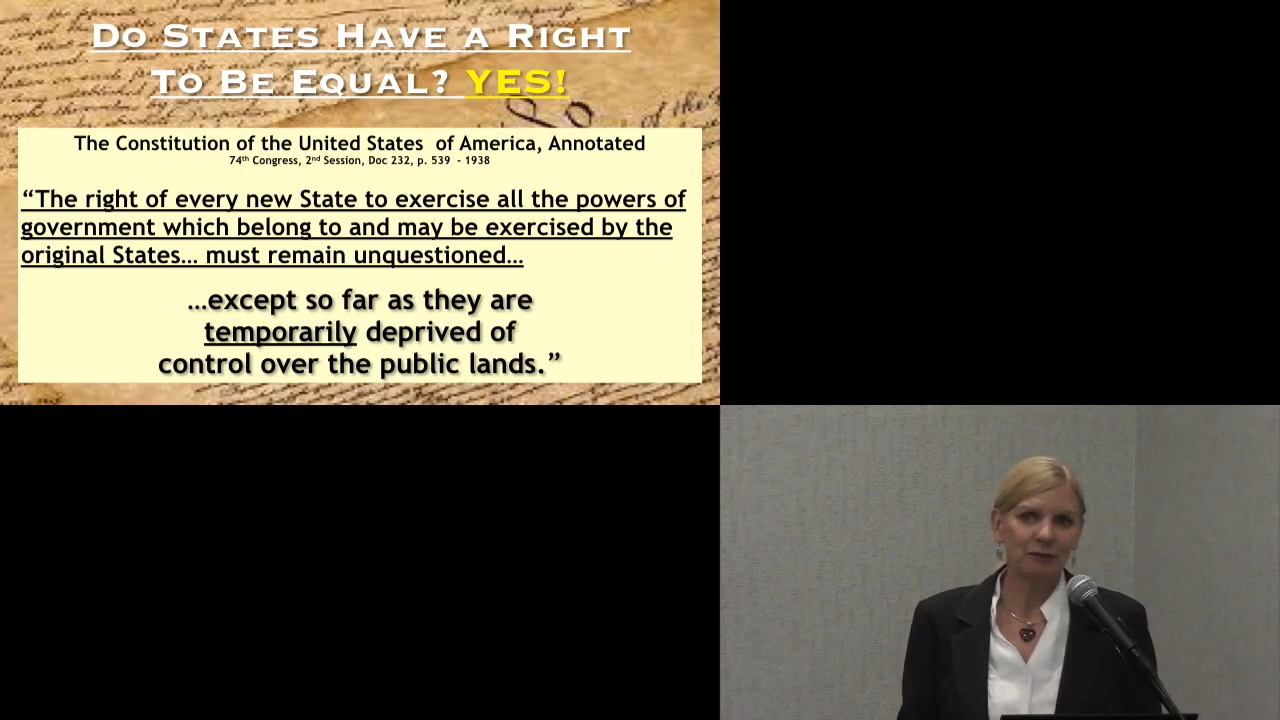 Do States Have a Right
To Be Equal? YES!
The Constitution of the United States of America, Annotated
74th Congress, 2nd Session, Doc 232, p. 539 - 1938
“The right of every new State to exercise all the powers of
government which belong to and may be exercised by the
original States… must remain unquestioned…
…except so far as they are
temporarily deprived of
control over the public lands.”